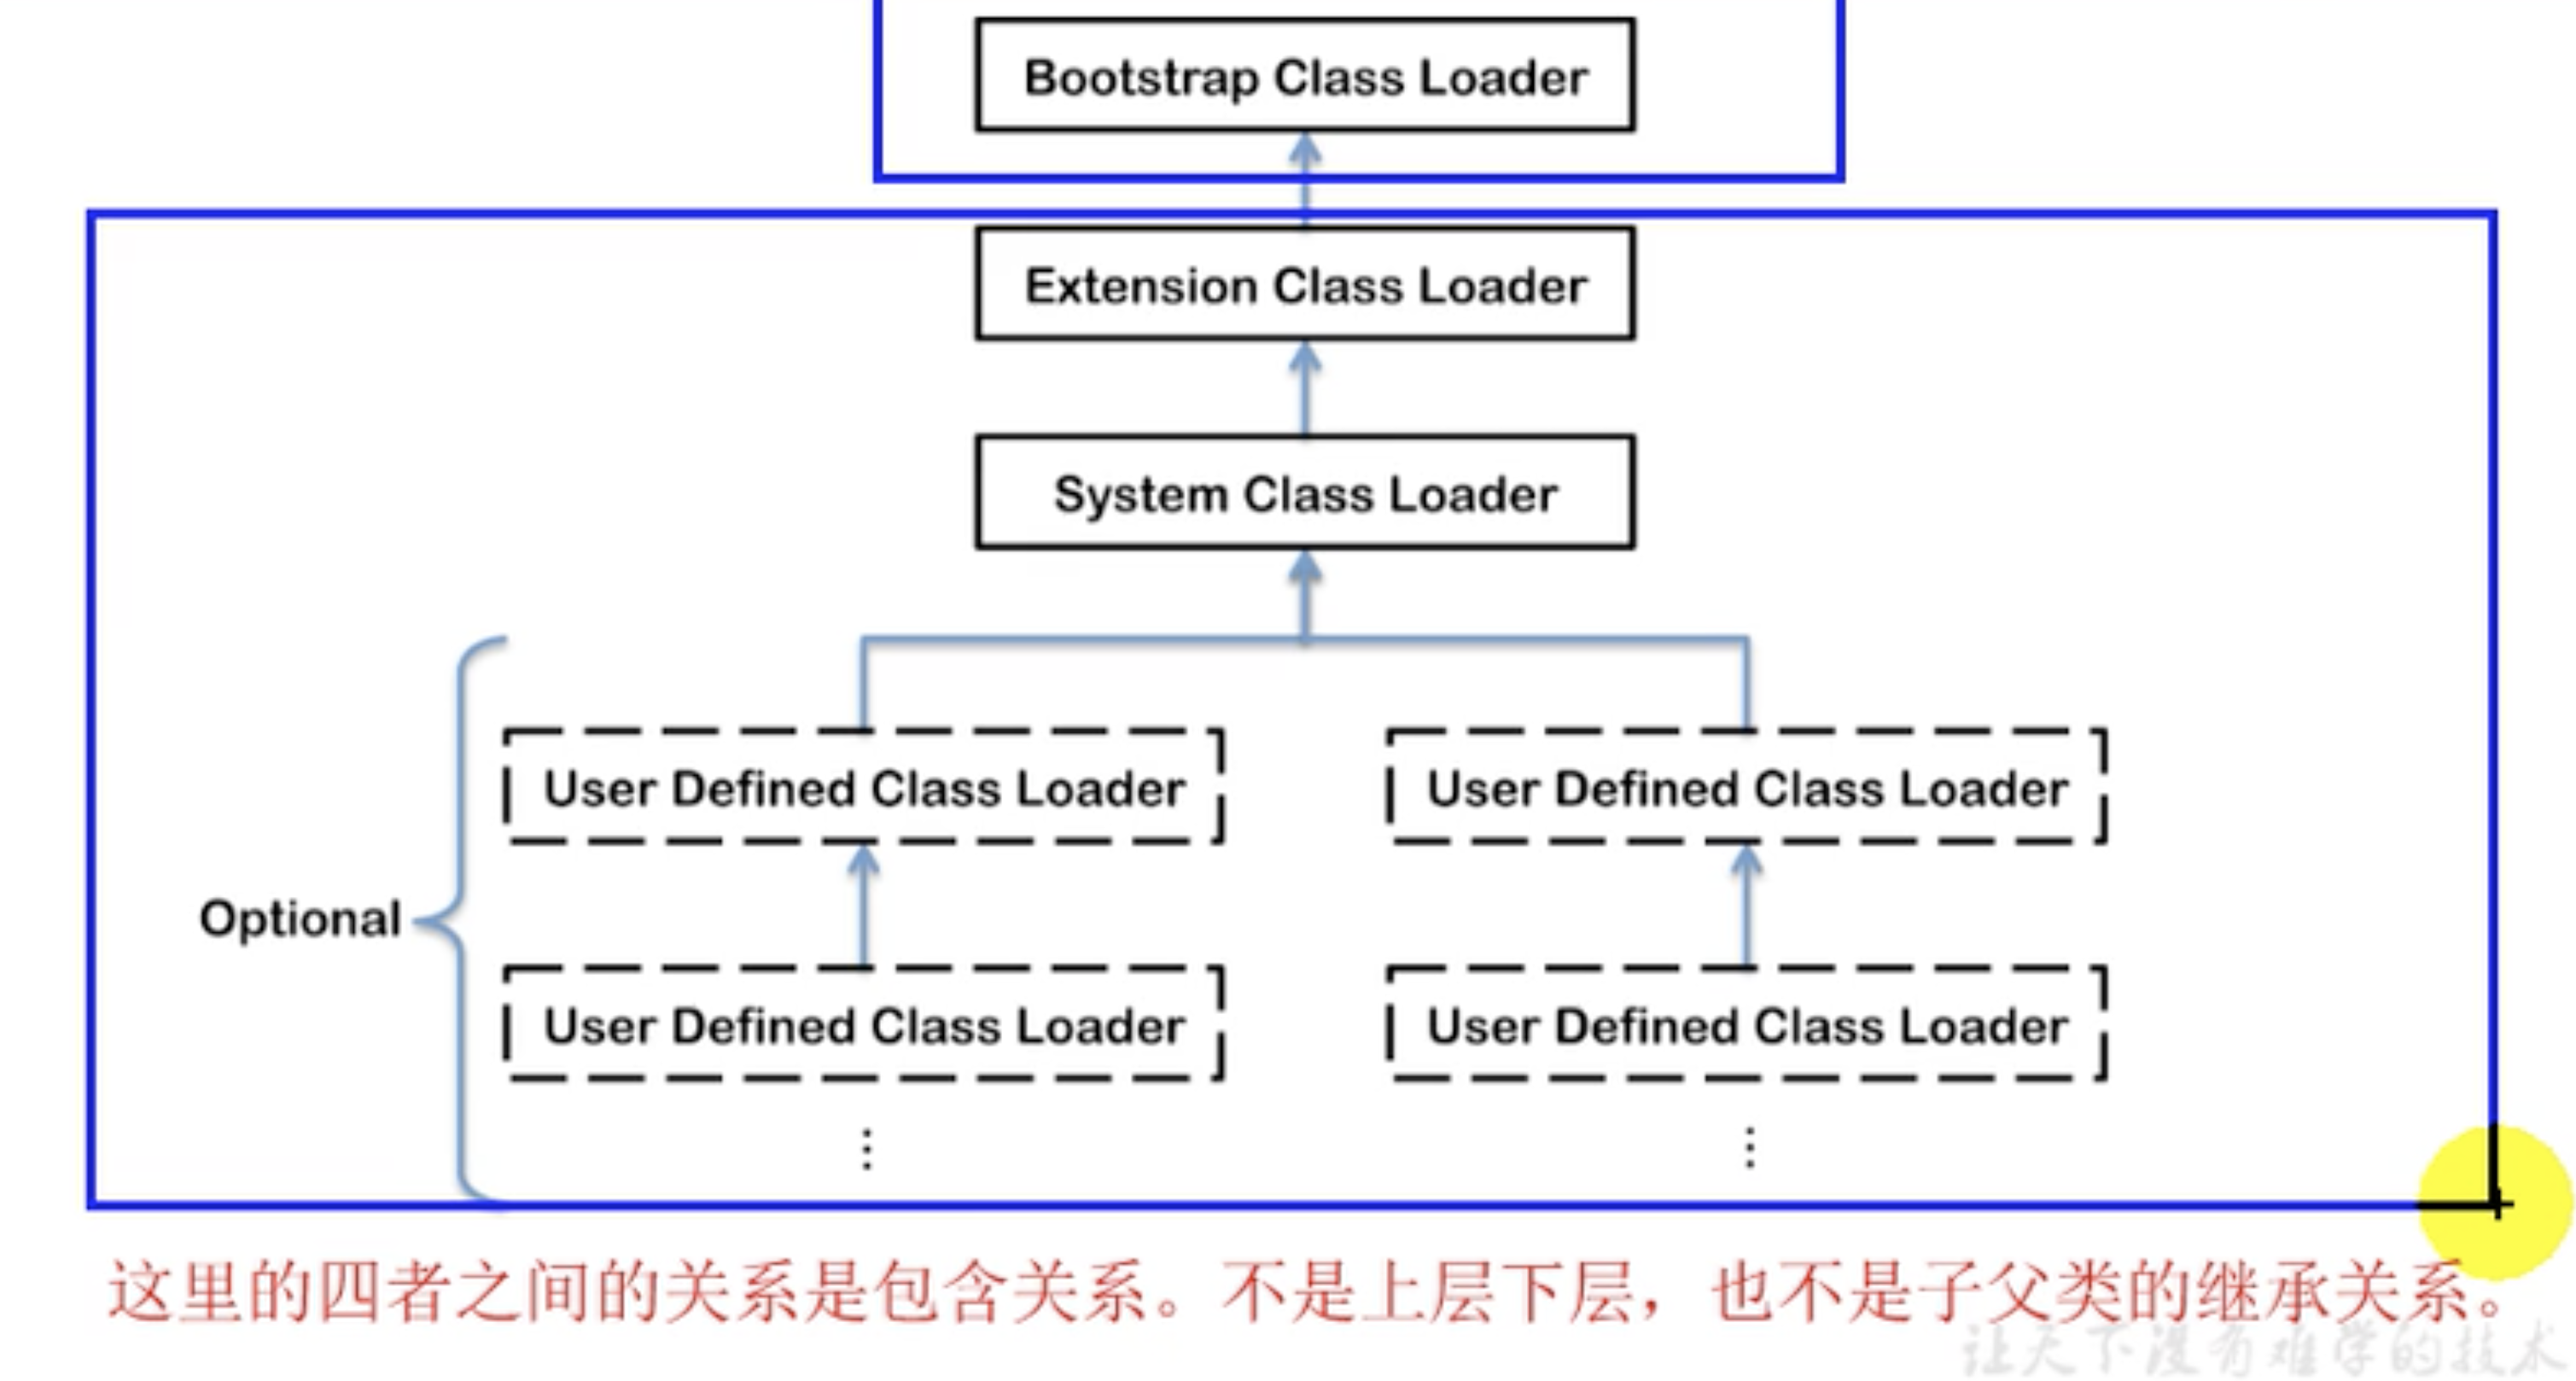 Bootstrap Class Loader
Extension Class Loader
System Class Loader
User Defined Class Loader
User Defined Class Loader
Optional
User Defined Class Loader
User Defined Class Loader
这里的四者之间的关系是包含关系。不是上层下层，也不是子父类的继承关系。
让天下没有难学的技术